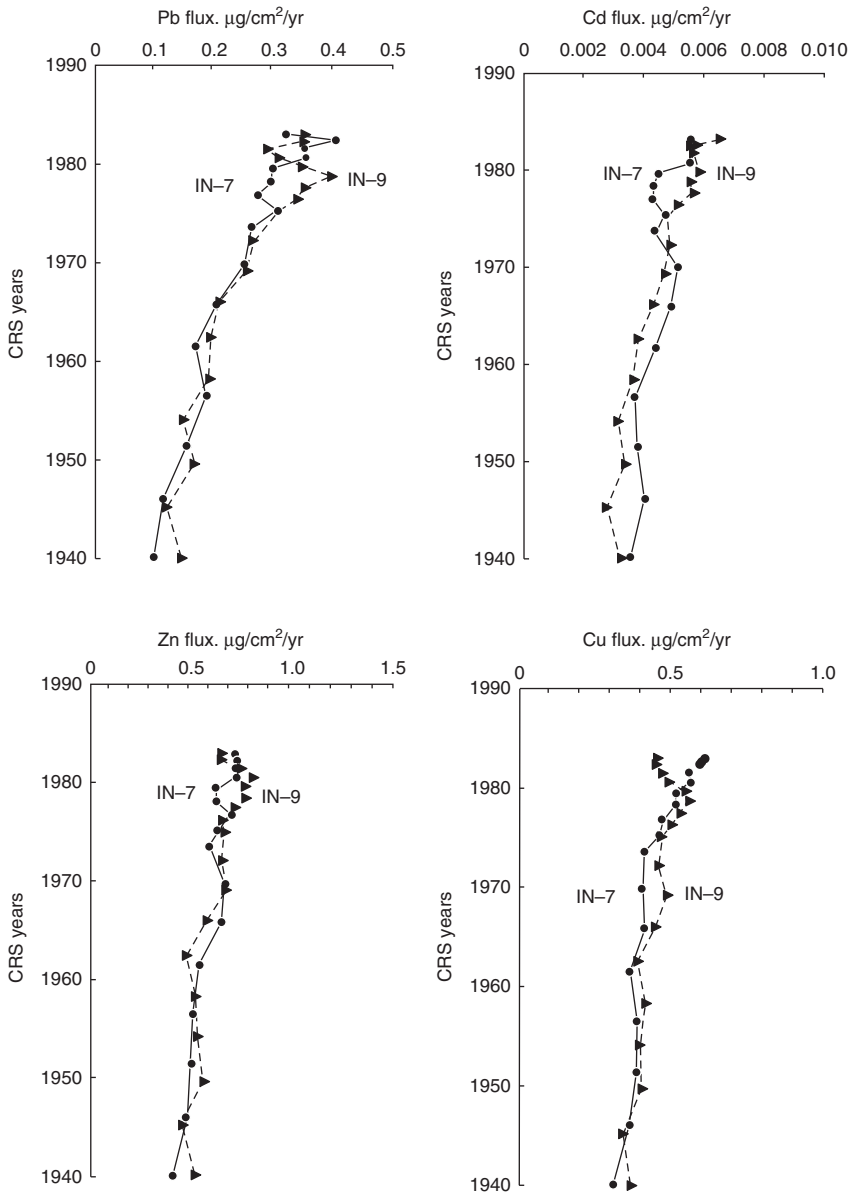 Pb flux. µg/cm²/yr
0 0.1 0.2 0.3 0.4 0.5
1990
1980
1970
1960
1950
1940
CRS years
IN–7
IN–9
Cd flux. µg/cm²/yr
0 0.002 0.004 0.006 0.008 0.010
1990
1980
1970
1960
1950
1940
CRS years
IN–7
IN–9
Zn flux. µg/cm²/yr
0 0.5 1.0 1.5
1990
1980
1970
1960
1950
1940
CRS years
IN–7
IN–9
Cu flux. µg/cm²/yr
0 0.5 1.0
1990
1980
1970
1960
1950
1940
CRS years
IN–7
IN–9